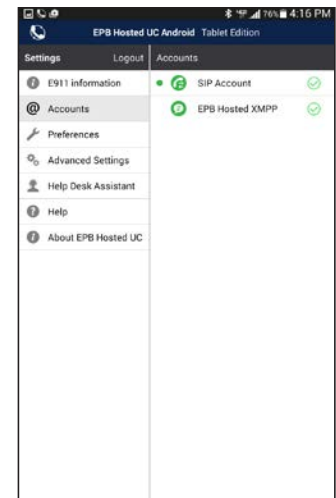 76% 4:16 PM
EPB Hosted UC Android Tablet Edition
Settings Logout Accounts
E911 information
SIP Account
@ Accounts
EPB Hosted XMPP
Preferences
Advanced Settings
Help Desk Assistant
Help
About EPB Hosted UC